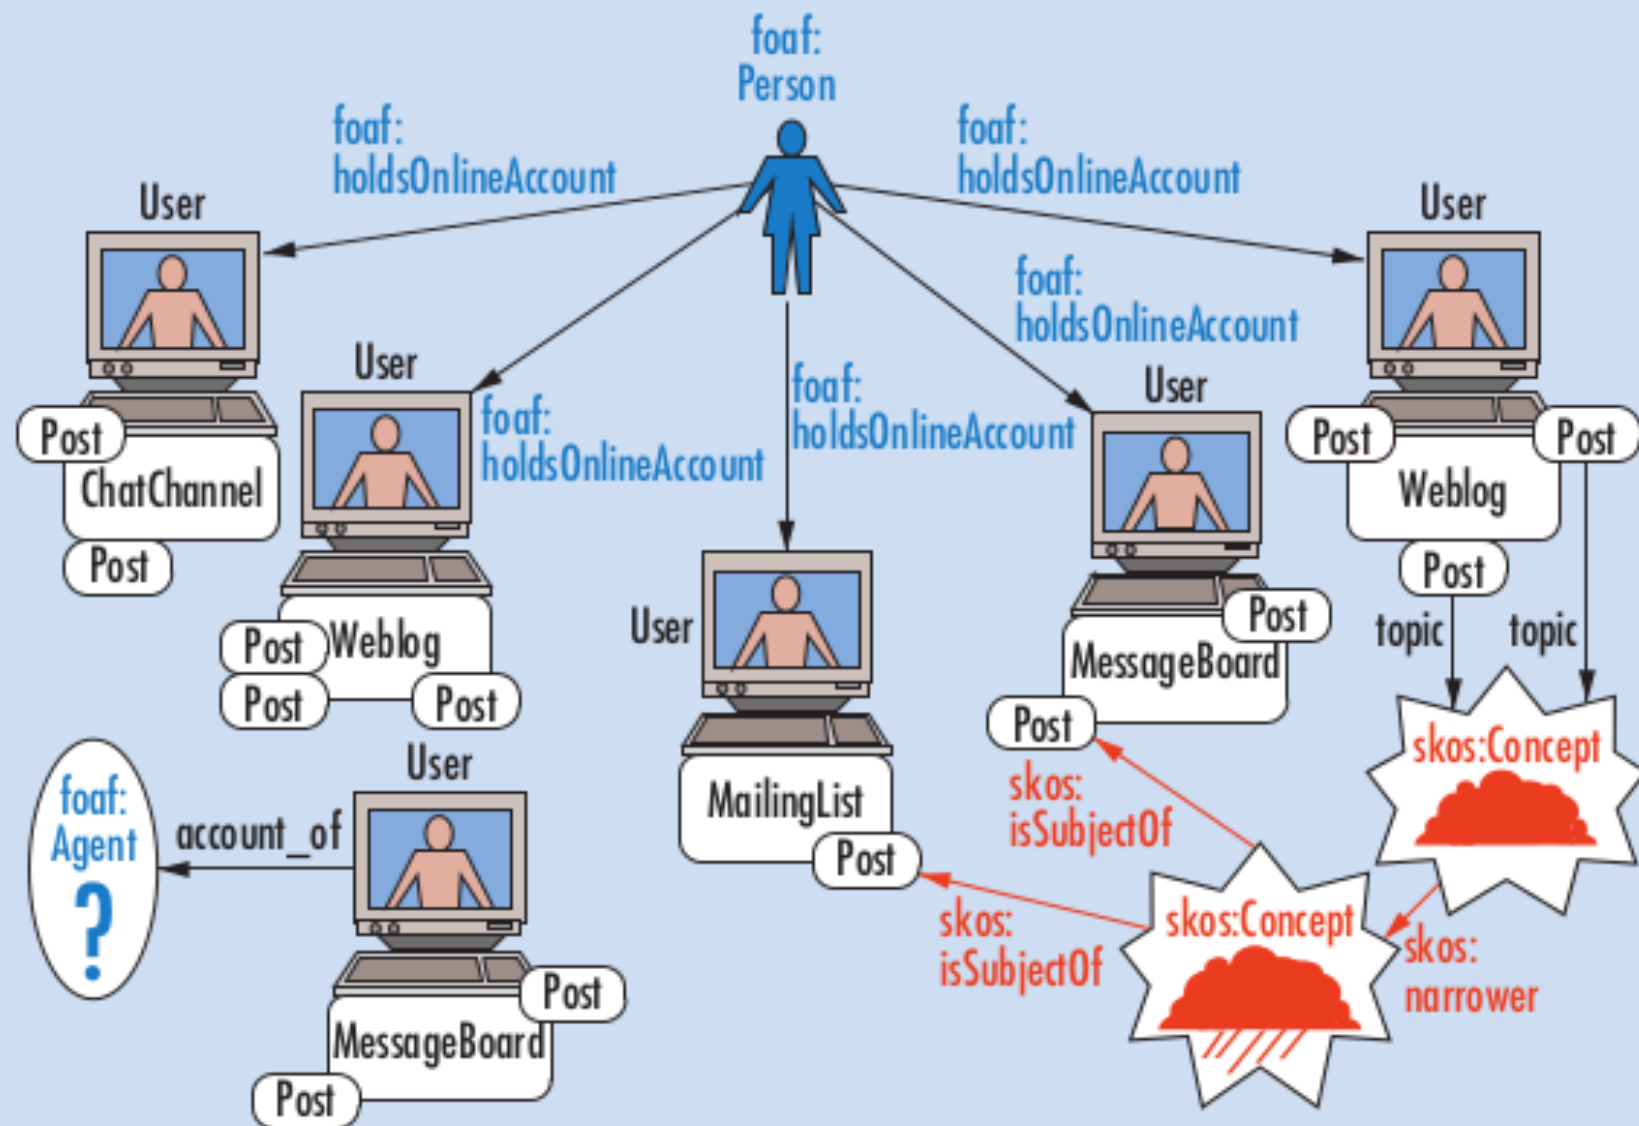 foaf:
Person
foaf:
holdsOnlineAccount
foaf:
holdsOnlineAccount
User
User
foaf:
holdsOnlineAccount
User
foaf:
holdsOnlineAccount
User
foaf:
holdsOnlineAccount
Post
ChatChannel
Post
Post
Post
Weblog
Post
topic
topic
User
Post
Weblog
Post
Post
Post
MessageBoard
Post
skos:Concept
User
MailingList
Post
skos:
isSubjectOf
foaf:
Agent
?
account_of
skos:
isSubjectOf
skos:Concept
skos:
narrower
Post
MessageBoard
Post